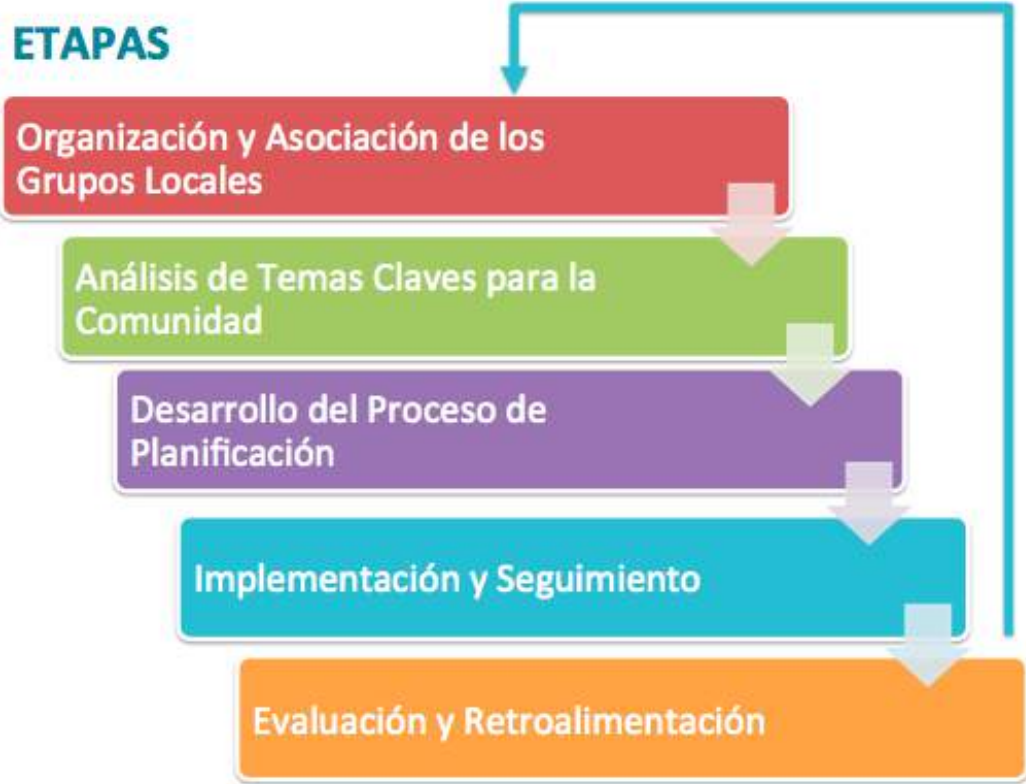 ETAPAS
Organización y Asociación de los
Grupos Locales
Análisis de Temas Claves para la
Comunidad
Desarrollo del Proceso de
Planificación
Implementación y Seguimiento
Evaluación y Retroalimentación